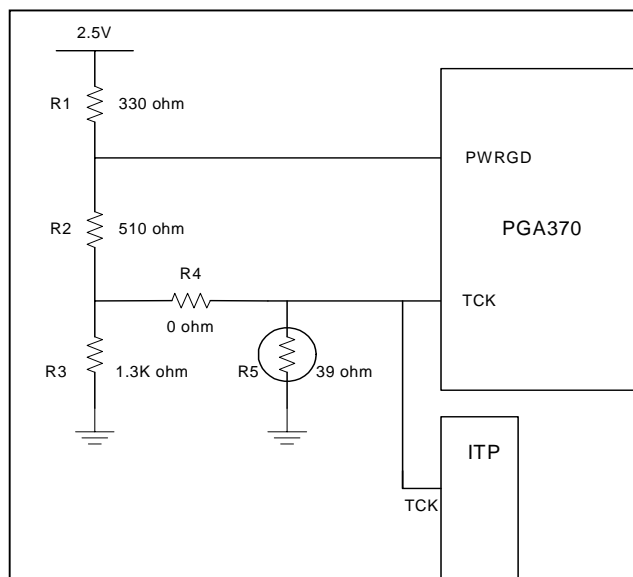 2.5V
R1
330 ohm
PWRGD
R2
510 ohm
PGA370
R4
0 ohm
TCK
R3
1.3K ohm
R5
39 ohm
ITP
TCK